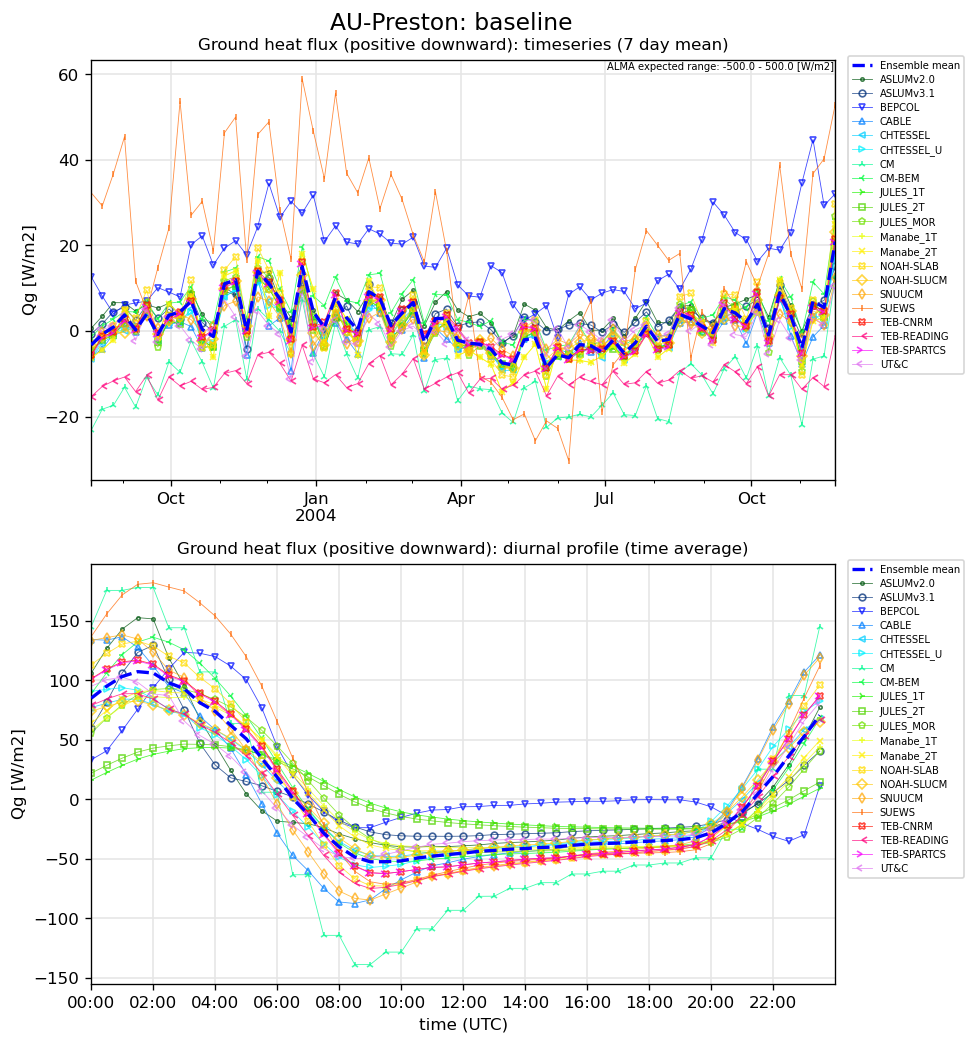 AU-Preston: baseline
Ground heat flux (positive downward): timeseries (7 day mean)
ALMA expected range: -500.0 - 500.0 [W/m2]
Qg [W/m2]
60
40
20
0
−20
Oct
Jan
2004
Apr
Jul
Oct
Ensemble mean
ASLUMv2.0
ASLUMv3.1
BEPCOL
CABLE
CHTESSEL
CHTESSEL_U
CM
CM-BEM
JULES_1T
JULES_2T
JULES_MOR
Manabe_1T
Manabe_2T
NOAH-SLAB
NOAH-SLUCM
SNUUCM
SUEWS
TEB-CNRM
TEB-READING
TEB-SPARTCS
UT&C
Ground heat flux (positive downward): diurnal profile (time average)
Qg [W/m2]
150
100
50
0
−50
−100
−150
00:00
02:00
04:00
06:00
08:00
10:00
12:00
14:00
16:00
18:00
20:00
22:00
time (UTC)
Ensemble mean
ASLUMv2.0
ASLUMv3.1
BEPCOL
CABLE
CHTESSEL
CHTESSEL_U
CM
CM-BEM
JULES_1T
JULES_2T
JULES_MOR
Manabe_1T
Manabe_2T
NOAH-SLAB
NOAH-SLUCM
SNUUCM
SUEWS
TEB-CNRM
TEB-READING
TEB-SPARTCS
UT&C